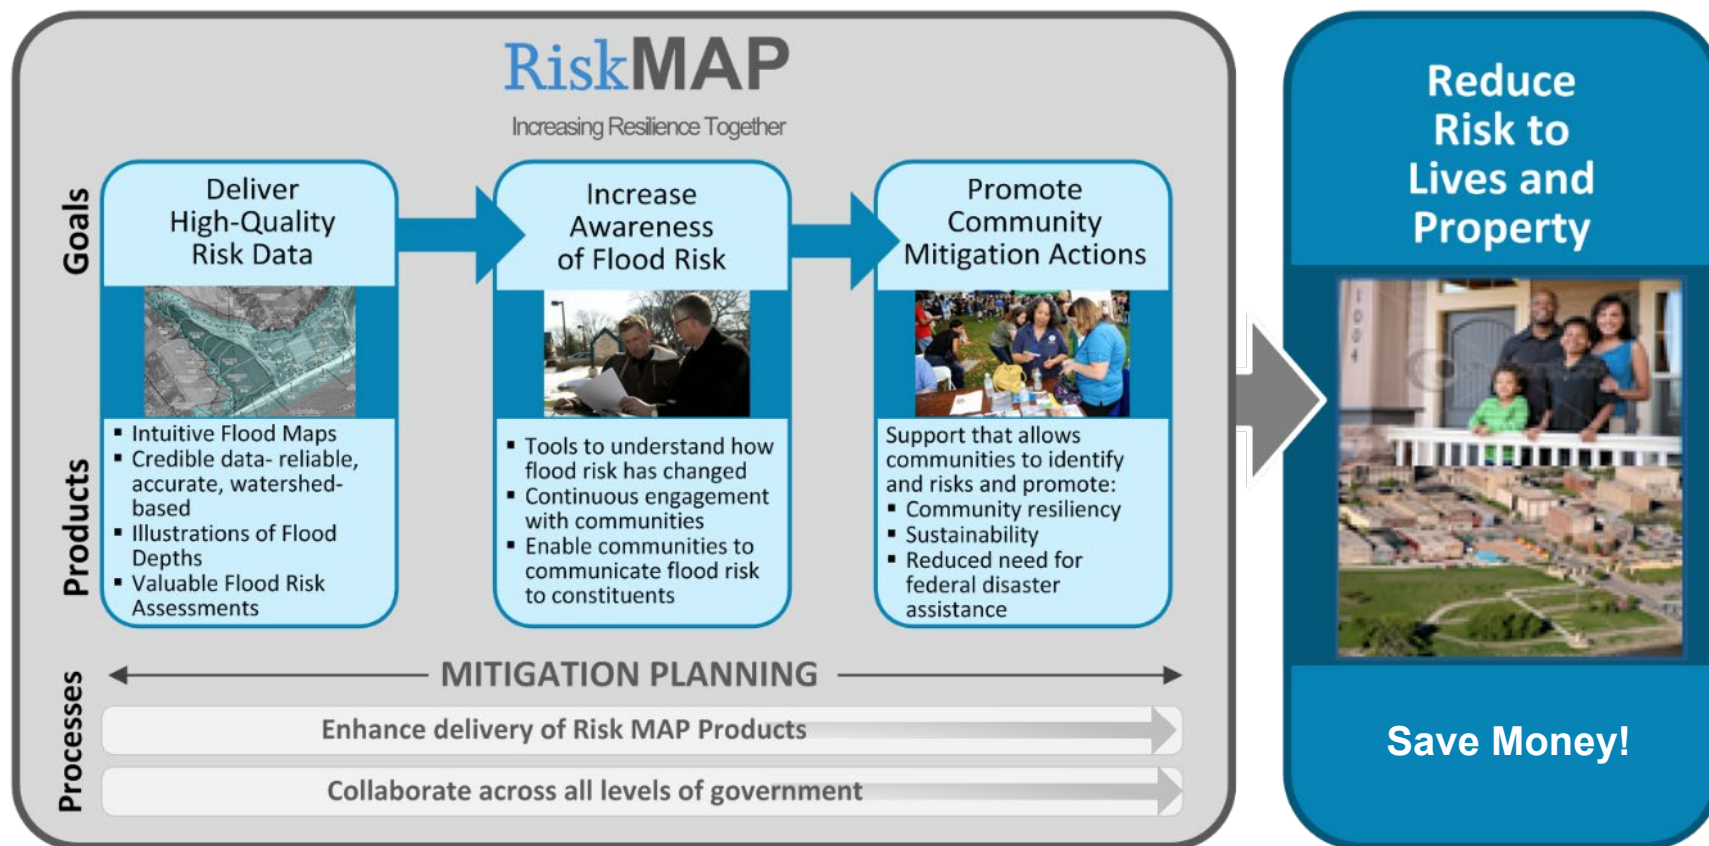 RiskMAP
Increasing Resilience Together
Goals
Deliver
High-Quality
Risk Data
Increase
Awareness
of Flood Risk
Promote
Community
Mitigation Actions
Products
▪ Intuitive Flood Maps
▪ Credible data- reliable,
accurate, watershed-
based
▪ Illustrations of Flood
Depths
▪ Valuable Flood Risk
Assessments
▪ Tools to understand how
flood risk has changed
▪ Continuous engagement
with communities
▪ Enable communities to
communicate flood risk
to constituents
Support that allows
communities to identify
and risks and promote:
▪ Community resiliency
▪ Sustainability
▪ Reduced need for
federal disaster
assistance
Processes
MITIGATION PLANNING
Enhance delivery of Risk MAP Products
Collaborate across all levels of government
Reduce
Risk to
Lives and
Property
1004
Save Money!